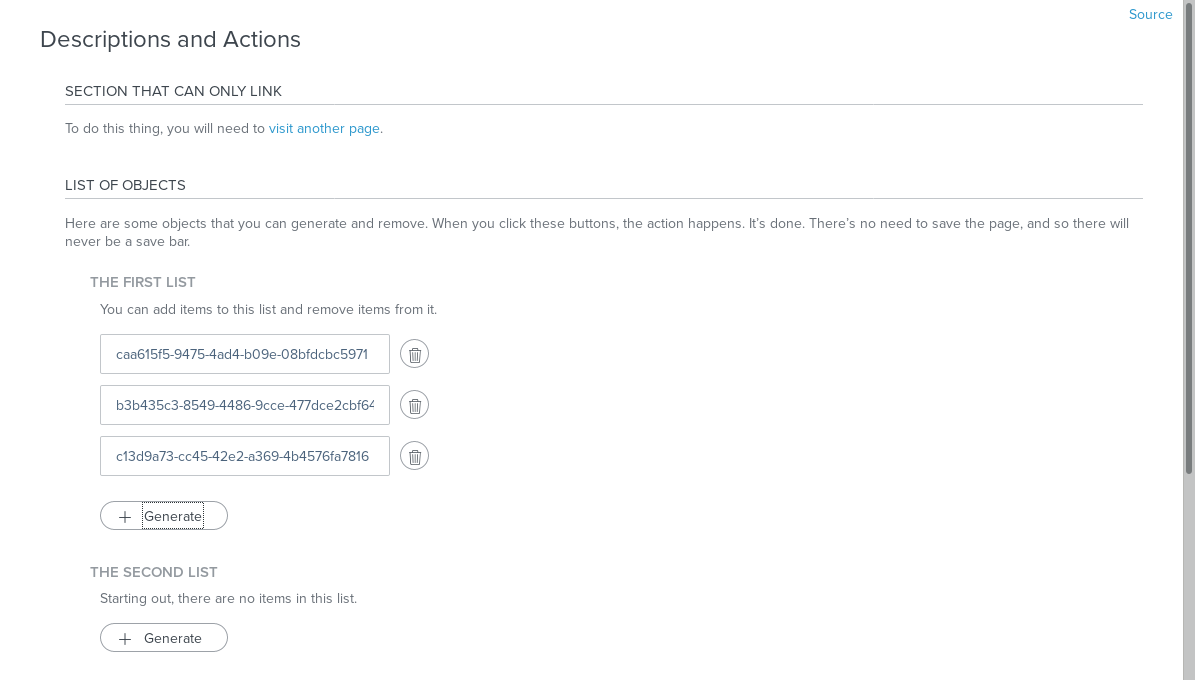 Source
Descriptions and Actions
SECTION THAT CAN ONLY LINK
To do this thing, you will need to visit another page.
LIST OF OBJECTS
Here are some objects that you can generate and remove. When you click these buttons, the action happens. It's done. There's no need to save the page, and so there will
never be a save bar.
THE FIRST LIST
You can add items to this list and remove items from it.
caa615f5-9475-4ad4-b09e-08bfdcbc5971
b3b435c3-8549-4486-9cce-477dce2cbf64
c13d9a73-cc45-42e2-a369-4b4576fa7816
Generate
THE SECOND LIST
Starting out, there are no items in this list.
Generate